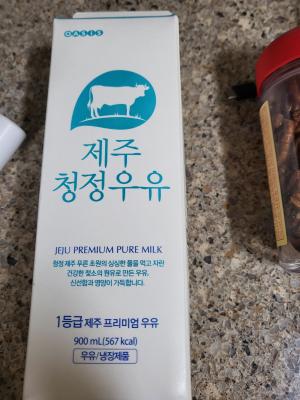 OASIS
제주
청정우유
JEJU PREMIUM PURE MILK
청정 제주 푸른 초원의 싱싱한 풀을 먹고 자란
건강한 젖소의 원유로 만든 우유,
신선함과 영양이 가득합니다.
1등급 제주 프리미엄 우유
900 mL(567 kcal)
우유/냉장제품